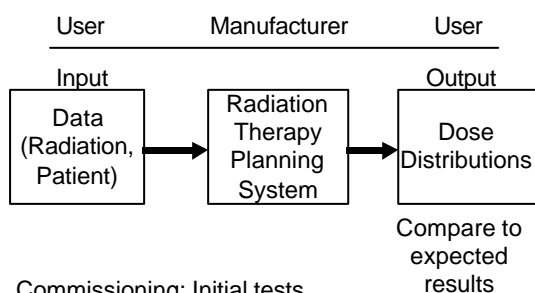 User Manufacturer User
Input Output
Data
(Radiation,
Patient)
Radiation
Therapy
Planning
System
Dose
Distributions
Compare to
expected
results
Commissioning: Initial tests